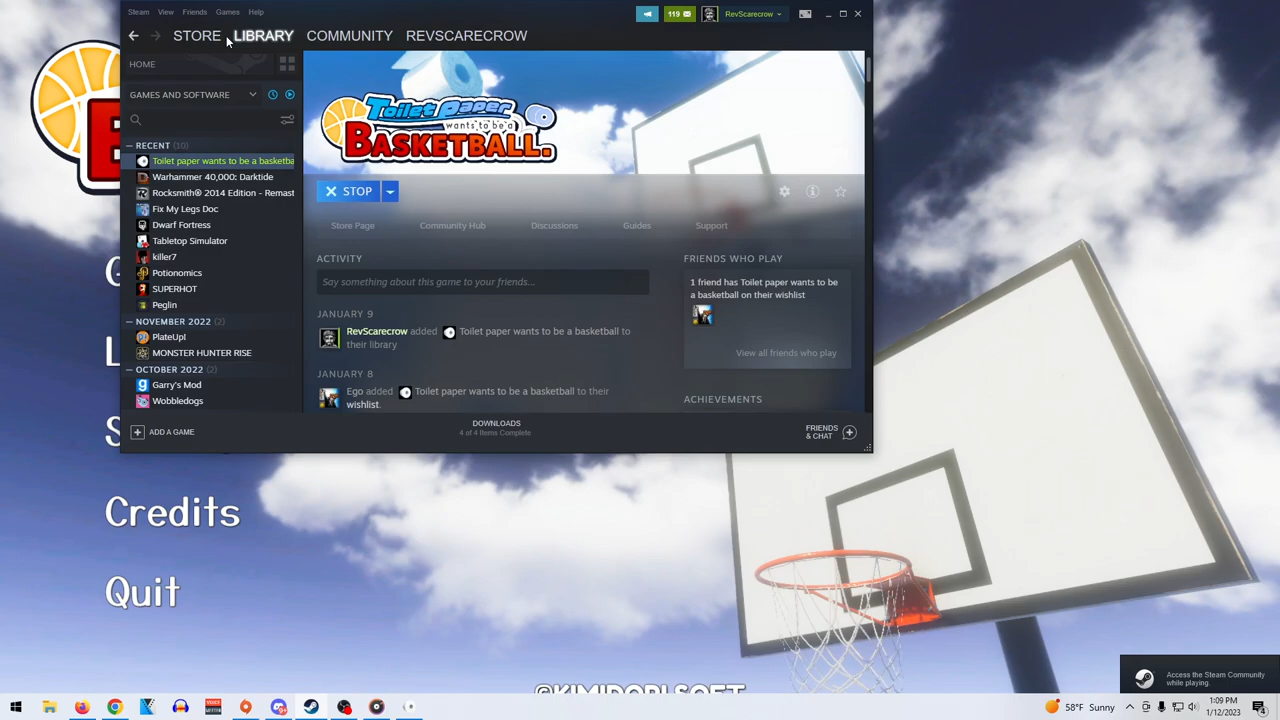 Steam View Friends Games Help
119
RevScarecrow
STORE LIBRARY COMMUNITY REVSCARECROW
HOME
GAMES AND SOFTWARE
RECENT (10)
Toilet paper wants to be a basketba
Warhammer 40,000: Darktide
Rocksmith® 2014 Edition - Remast
Fix My Legs Doc
Dwarf Fortress
Tabletop Simulator
killer7
Potionomics
SUPERHOT
Peglin
NOVEMBER 2022 (2)
PlateUp!
MONSTER HUNTER RISE
OCTOBER 2022 (2)
Garry's Mod
Wobbledogs
Toilet Paper
wants to be a
BASKETBALL.
STOP
Store Page Community Hub Discussions Guides Support
ACTIVITY
Say something about this game to your friends...
JANUARY 9
RevScarecrow added Toilet paper wants to be a basketball to
their library
JANUARY 8
Ego added Toilet paper wants to be a basketball to their
wishlist.
FRIENDS WHO PLAY
1 friend has Toilet paper wants to be
a basketball on their wishlist
View all friends who play
ACHIEVEMENTS
ADD A GAME
DOWNLOADS
4 of 4 Items Complete
FRIENDS
& CHAT
B
Credits
Quit
@KIMIDORI SOFT
Access the Steam Community
while playing.
58°F Sunny
1:09 PM
1/12/2023
4